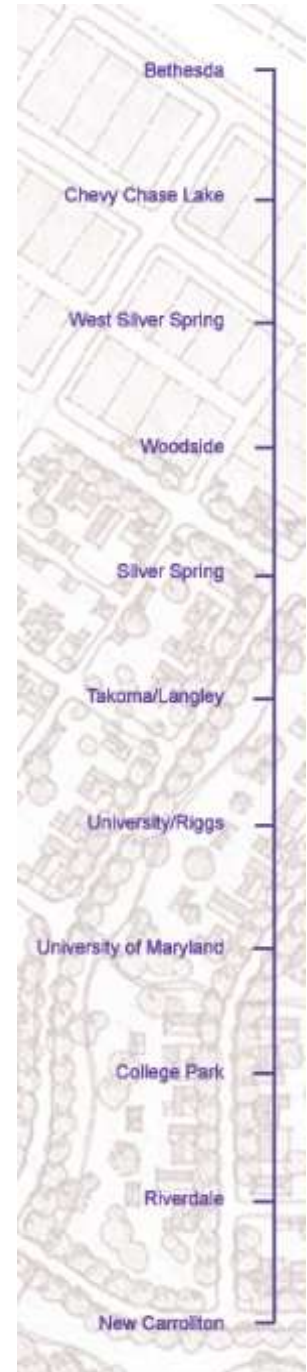 Bethesda
Chevy Chase Lake
West Silver Spring
Woodside
Silver Spring
Takoma/Langley
University/Riggs
University of Maryland
College Park
Riverdale
New Carrollton